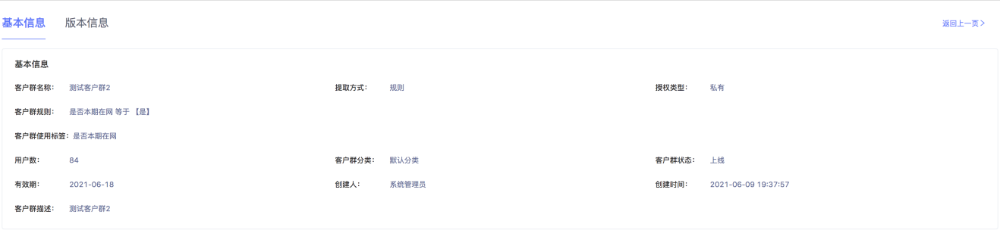 基本信息 版本信息 返回上一页 >
基本信息
客户群名称: 测试客户群2 提取方式: 规则 授权类型: 私有
客户群规则: 是否本期在网 等于 【是】
客户群使用标签: 是否本期在网
用户数: 84 客户群分类: 默认分类 客户群状态: 上线
有效期: 2021-06-18 创建人: 系统管理员 创建时间: 2021-06-09 19:37:57
客户群描述: 测试客户群2